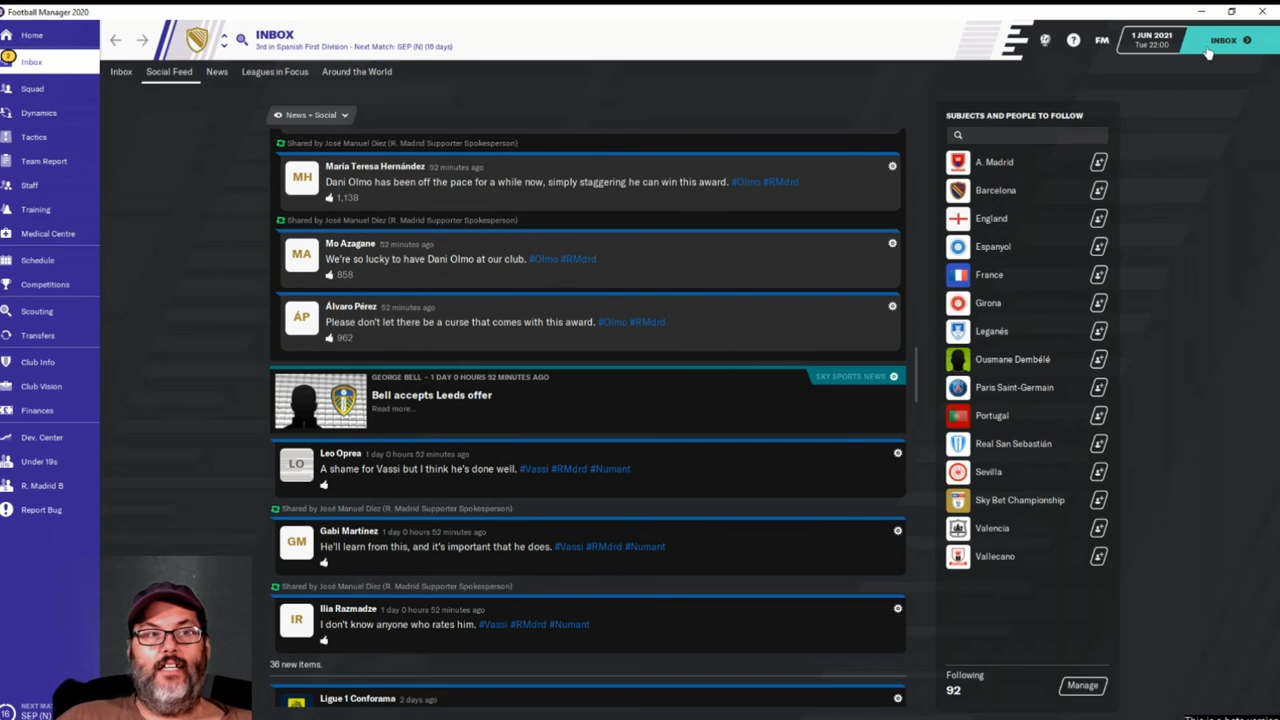 Football Manager 2020
Home
2
Inbox
Squad
Dynamics
Tactics
Team Report
Staff
Training
Medical Centre
Schedule
Competitions
Scouting
Transfers
Club Info
Club Vision
Finances
Dev. Center
Under 19s
R. Madrid B
Report Bug
16
NEXT MA
SEP (N)
INBOX
3rd in Spanish First Division - Next Match: SEP (N) (16 days)
?
FM
1 JUN 2021
Tue 22:00
INBOX
Inbox
Social Feed
News
Leagues in Focus
Around the World
News + Social
Shared by José Manuel Díez (R. Madrid Supporter Spokesperson)
MH
María Teresa Hernández 52 minutes ago
Dani Olmo has been off the pace for a while now, simply staggering he can win this award. #Olmo #RMdrd
1,138
Shared by José Manuel Díez (R. Madrid Supporter Spokesperson)
MA
Mo Azagane 52 minutes ago
We're so lucky to have Dani Olmo at our club. #Olmo #RMdrd
858
ÁP
Álvaro Pérez 52 minutes ago
Please don't let there be a curse that comes with this award. #Olmo #RMdrd
962
GEORGE BELL - 1 DAY 0 HOURS 52 MINUTES AGO
SKY SPORTS NEWS
Bell accepts Leeds offer
Read more...
LO
Leo Oprea 1 day 0 hours 52 minutes ago
A shame for Vassi but I think he's done well. #Vassi #RMdrd #Numant
Shared by José Manuel Díez (R. Madrid Supporter Spokesperson)
GM
Gabi Martínez 1 day 0 hours 52 minutes ago
He'll learn from this, and it's important that he does. #Vassi #RMdrd #Numant
Shared by José Manuel Díez (R. Madrid Supporter Spokesperson)
IR
Ilia Razmadze 1 day 0 hours 52 minutes ago
I don't know anyone who rates him. #Vassi #RMdrd #Numant
36 new items.
Ligue 1 Conforama 2 days ago
SUBJECTS AND PEOPLE TO FOLLOW
A. Madrid
Barcelona
England
Espanyol
France
Girona
Leganés
Ousmane Dembélé
Paris Saint-Germain
Portugal
Real San Sebastián
Sevilla
Sky Bet Championship
Valencia
Vallecano
Following
92
Manage